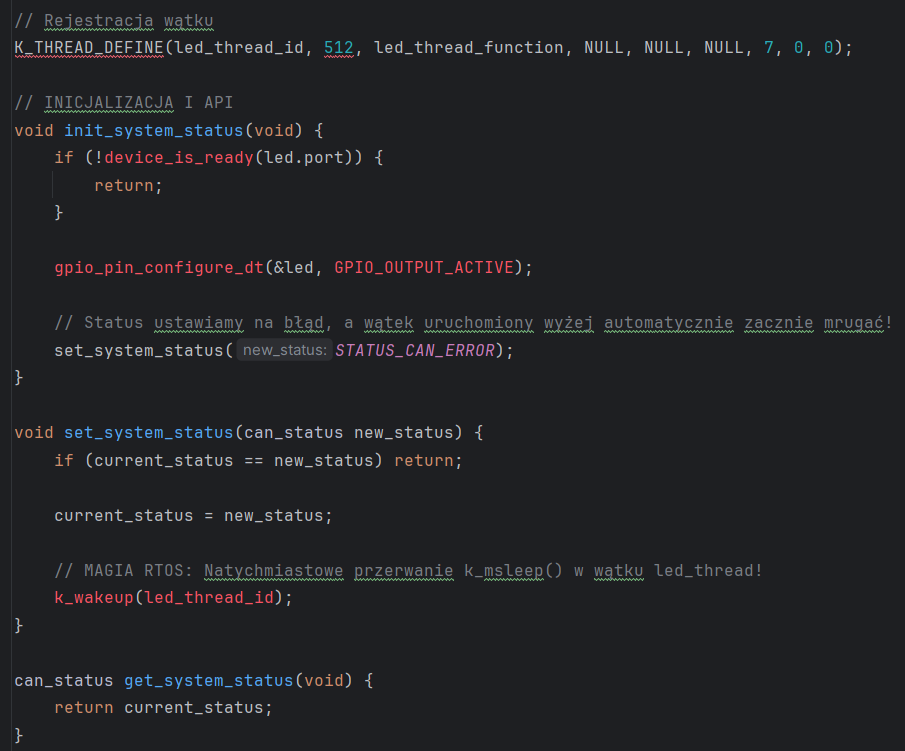 // Rejestracja wątku
K_THREAD_DEFINE(led_thread_id, 512, led_thread_function, NULL, NULL, NULL, 7, 0, 0);
// INICJALIZACJA I API
void init_system_status(void) {
if (!device_is_ready(led.port)) {
return;
}
gpio_pin_configure_dt(&led, GPIO_OUTPUT_ACTIVE);
// Status ustawiamy na błąd, a wątek uruchomiony wyżej automatycznie zacznie mrugać!
set_system_status( new_status: STATUS_CAN_ERROR);
}
void set_system_status(can_status new_status) {
if (current_status == new_status) return;
current_status = new_status;
// MAGIA RTOS: Natychmiastowe przerwanie k_msleep() w wątku led_thread!
k_wakeup(led_thread_id);
}
can_status get_system_status(void) {
return current_status;
}